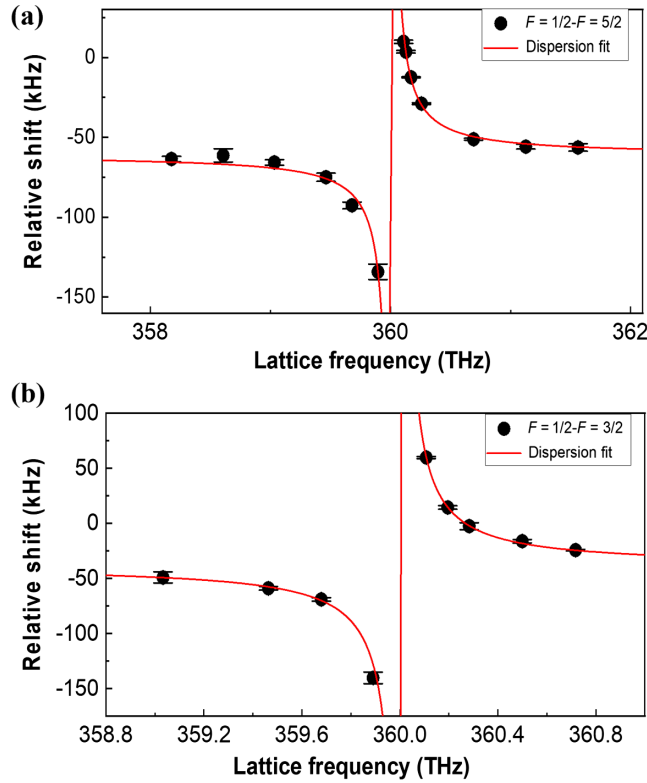 (a)
F = 1/2-F = 5/2
Dispersion fit
Relative shift (kHz)
0
-50
-100
-150
358
360
362
Lattice frequency (THz)
(b)
F = 1/2-F = 3/2
Dispersion fit
Relative shift (kHz)
100
50
0
-50
-100
-150
358.8
359.2
359.6
360.0
360.4
360.8
Lattice frequency (THz)